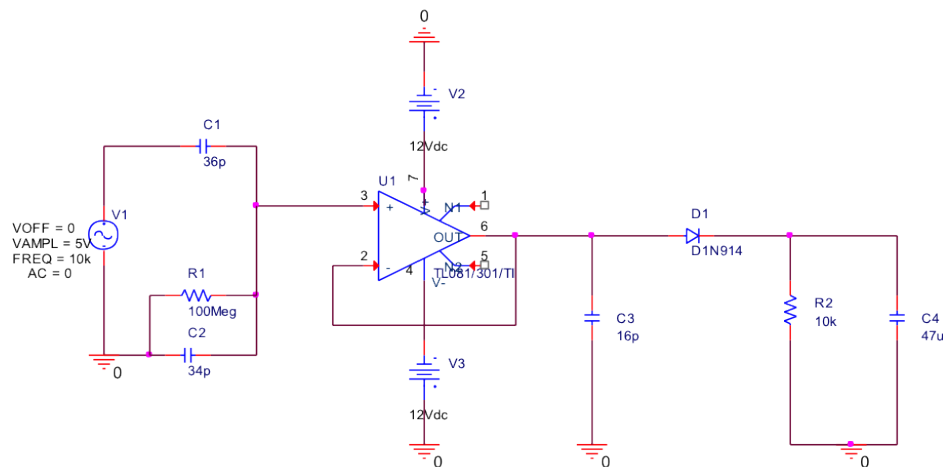 0
V2
12Vdc
C1
36p
V1
VOFF = 0
VAMPL = 5V
FREQ = 10k
AC = 0
R1
100Meg
C2
34p
0
U1
3
+
2
-
7
+
V
4
V-
N1
1
OUT
6
N2
5
TL081/301/TI
V3
12Vdc
-
0
C3
16p
0
D1
D1N914
R2
10k
C4
47u
0